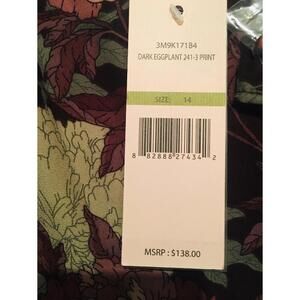 3M9K171B4
DARK EGGPLANT 241-3 PRINT
SIZE: 14
8 82888 27434 2
MSRP : $138.00